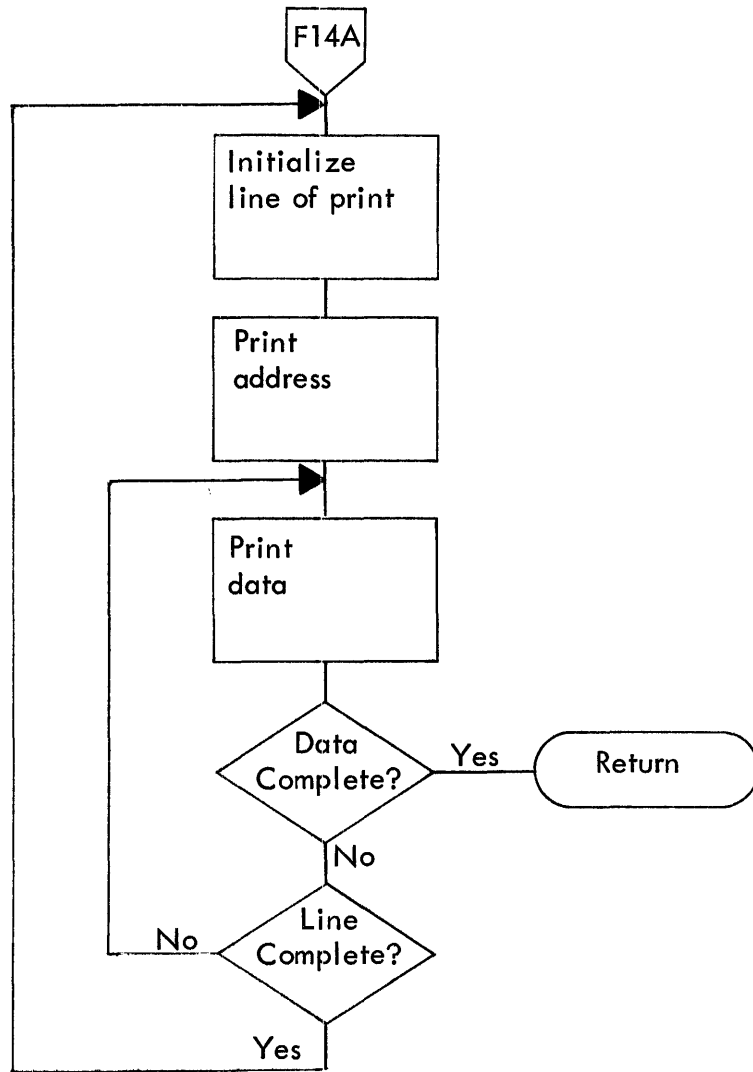 F14A
Initialize
line of print
Print
address
Print
data
Data
Complete?
Yes
Return
No
Line
Complete?
No
Yes